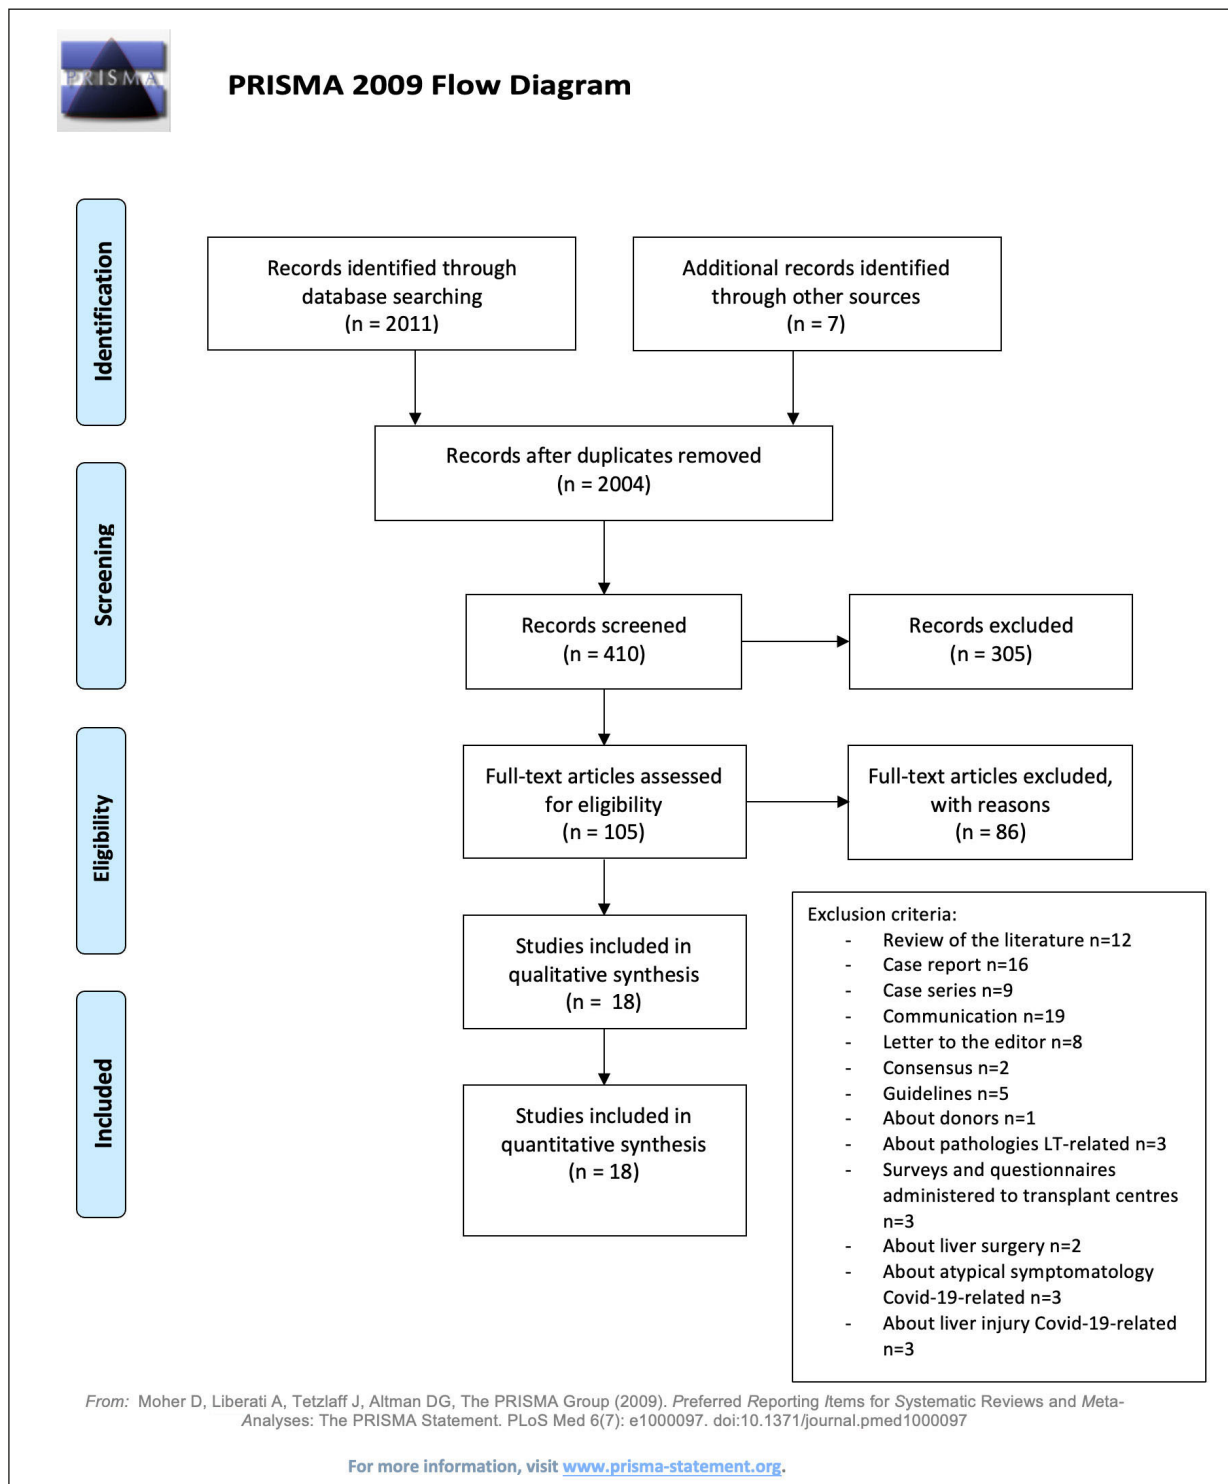 PRISMA
PRISMA 2009 Flow Diagram
Identification
Records identified through
database searching
(n = 2011)
Additional records identified
through other sources
(n = 7)
Records after duplicates removed
(n = 2004)
Screening
Records screened
(n = 410)
Records excluded
(n = 305)
Eligibility
Full-text articles assessed
for eligibility
(n = 105)
Full-text articles excluded,
with reasons
(n = 86)
Exclusion criteria:
- Review of the literature n=12
- Case report n=16
- Case series n=9
- Communication n=19
- Letter to the editor n=8
- Consensus n=2
- Guidelines n=5
- About donors n=1
- About pathologies LT-related n=3
- Surveys and questionnaires
administered to transplant centres
n=3
- About liver surgery n=2
- About atypical symptomatology
Covid-19-related n=3
- About liver injury Covid-19-related
n=3
Studies included in
qualitative synthesis
(n = 18)
Included
Studies included in
quantitative synthesis
(n = 18)
From: Moher D, Liberati A, Tetzlaff J, Altman DG, The PRISMA Group (2009). Preferred Reporting Items for Systematic Reviews and Meta-
Analyses: The PRISMA Statement. PLoS Med 6(7): e1000097. doi:10.1371/journal.pmed1000097
For more information, visit www.prisma-statement.org.